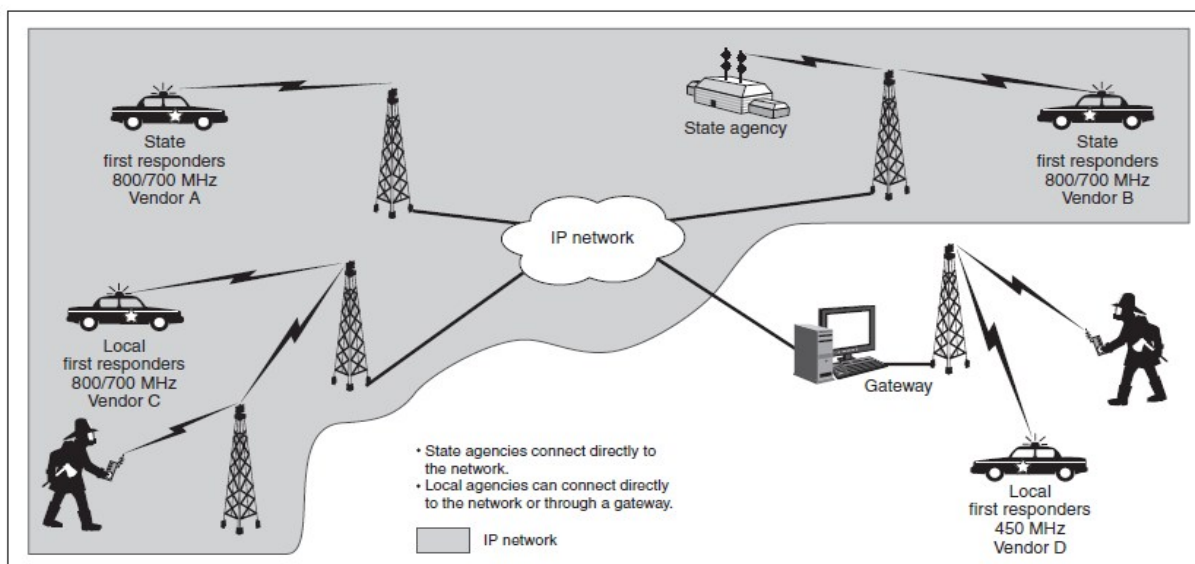 State
first responders
800/700 MHz
Vendor A
State agency
State
first responders
800/700 MHz
Vendor B
IP network
Local
first responders
800/700 MHz
Vendor C
Gateway
Local
first responders
450 MHz
Vendor D
• State agencies connect directly to
the network.
• Local agencies can connect directly
to the network or through a gateway.
IP network